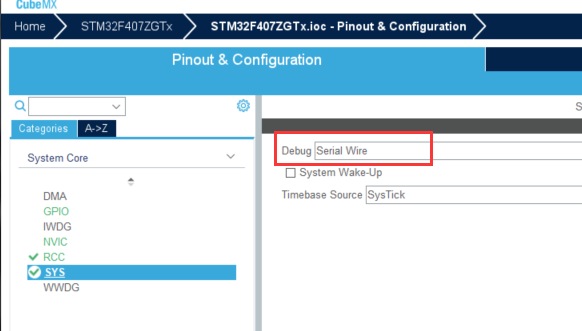 CubeMX
Home
STM32F407ZGTx
STM32F407ZGTx.ioc - Pinout & Configuration
Pinout & Configuration
Categories
A->Z
System Core
DMA
GPIO
IWDG
NVIC
RCC
SYS
WWDG
S
Debug Serial Wire
System Wake-Up
Timebase Source SysTick